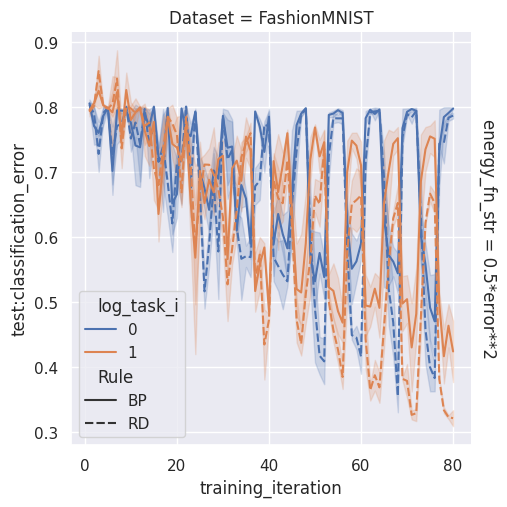 Dataset = FashionMNIST
0.9
0.8
0.7
0.6
0.5
0.4
0.3
test:classification_error
energy_fn_str = 0.5*error**2
log_task_i
0
1
Rule
BP
RD
0
20
40
60
80
training_iteration